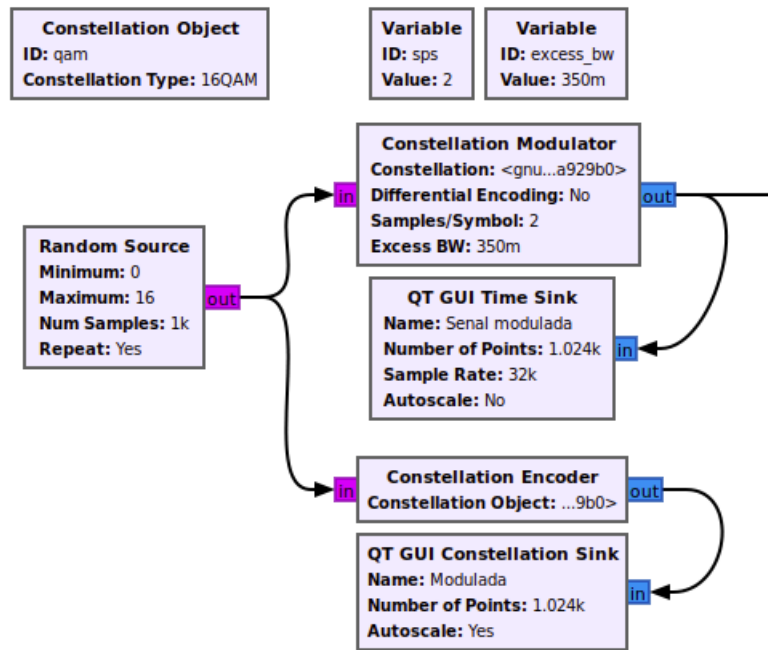 Constellation Object
ID: qam
Constellation Type: 16QAM
Variable
ID: sps
Value: 2
Variable
ID: excess_bw
Value: 350m
Constellation Modulator
Constellation: <gnu...a929b0>
Differential Encoding: No
Samples/Symbol: 2
Excess BW: 350m
in
out
Random Source
Minimum: 0
Maximum: 16
Num Samples: 1k
Repeat: Yes
out
QT GUI Time Sink
Name: Senal modulada
Number of Points: 1.024k
Sample Rate: 32k
Autoscale: No
in
Constellation Encoder
Constellation Object: ...9b0>
in
out
QT GUI Constellation Sink
Name: Modulada
Number of Points: 1.024k
Autoscale: Yes
in